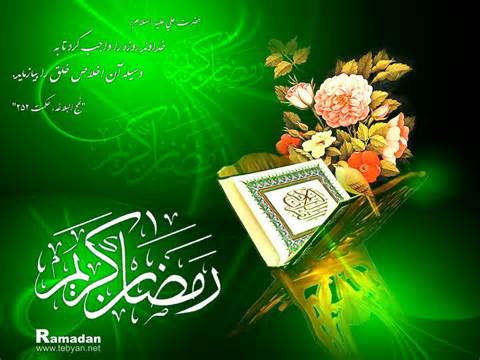 حضرت علی علیه السلام:
خداوند روزه را واجب کرد تا به
وسیله آن اخلاص خلق را بیازماید.
"نهج البلاغه، حکمت ۲۵۲"
رمضان كريم
Ramadan
www.tebyan.net